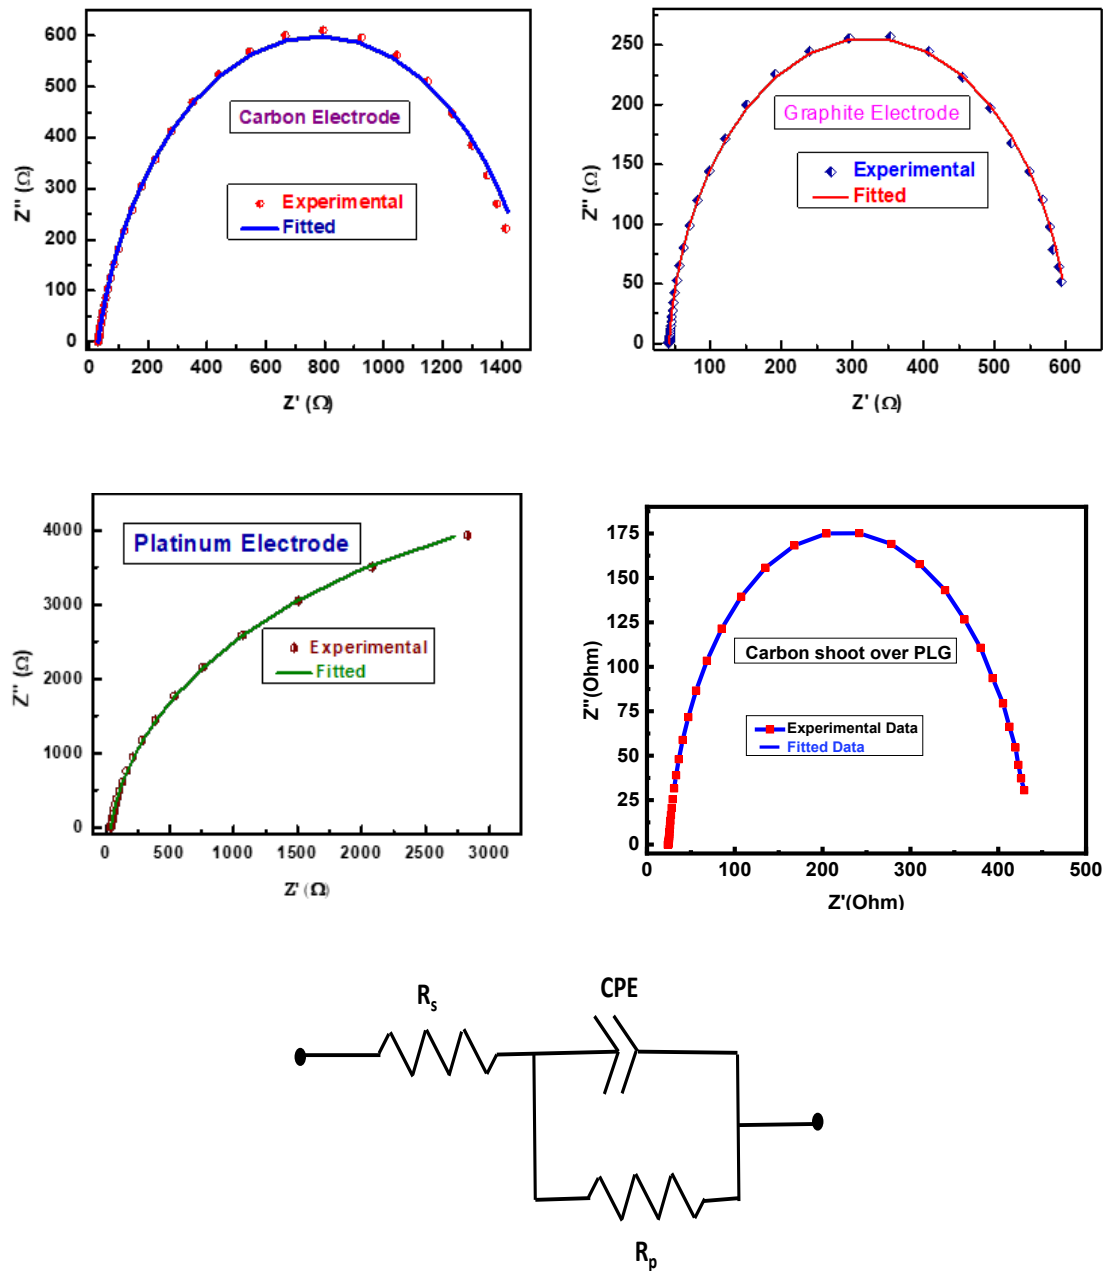 600
500
400
300
200
100
0
Z'' (Ω)
Carbon Electrode
Experimental
Fitted
0 200 400 600 800 1000 1200 1400
Z' (Ω)
250
200
150
100
50
0
Z'' (Ω)
Graphite Electrode
Experimental
Fitted
100 200 300 400 500 600
Z' (Ω)
4000
3000
2000
1000
0
Z'' (Ω)
Platinum Electrode
Experimental
Fitted
0 500 1000 1500 2000 2500 3000
Z' (Ω)
175
150
125
100
75
50
25
0
Z''(Ohm)
Carbon shoot over PLG
Experimental Data
Fitted Data
0 100 200 300 400 500
Z'(Ohm)
Rs
CPE
Rp